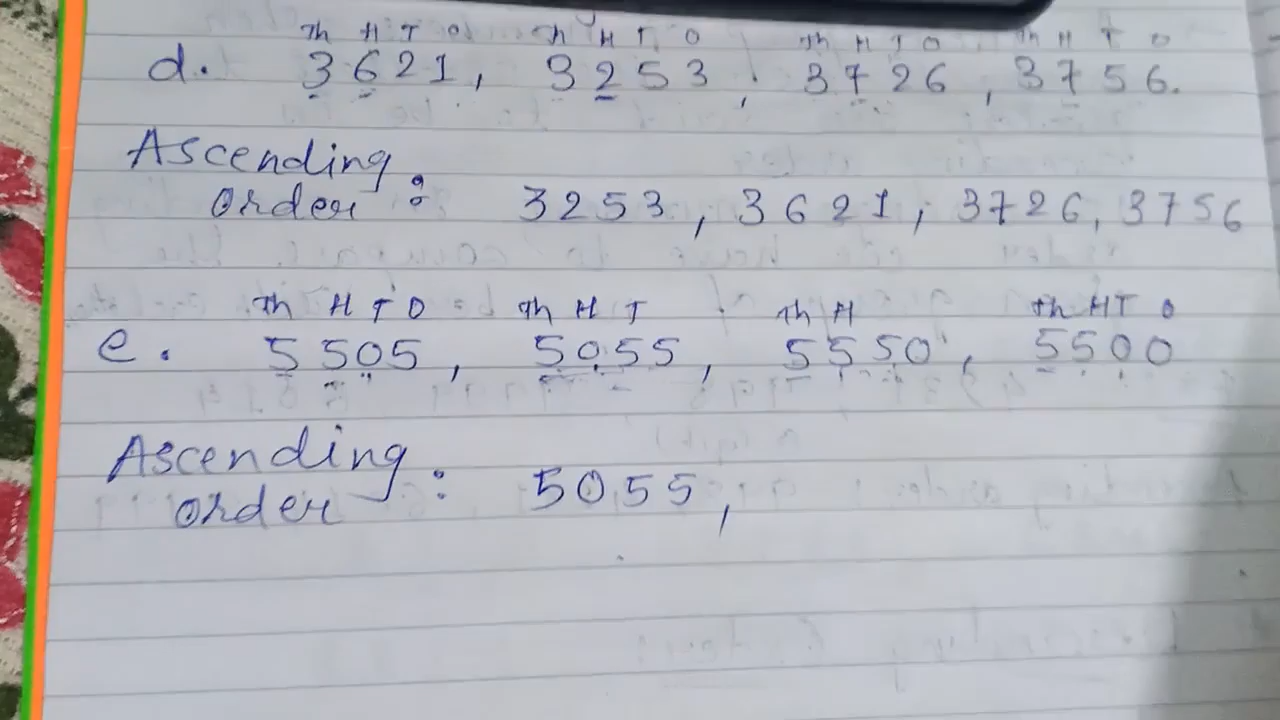 Th H T O Th H T O Th H T O Th H T O
d. 3621, 3253, 3726, 3756.
Ascending
order : 3253, 3621, 3726, 3756
Th H T O Th H T Th H Th H T O
e. 5505, 5055, 5550, 5500
Ascending
order : 5055,